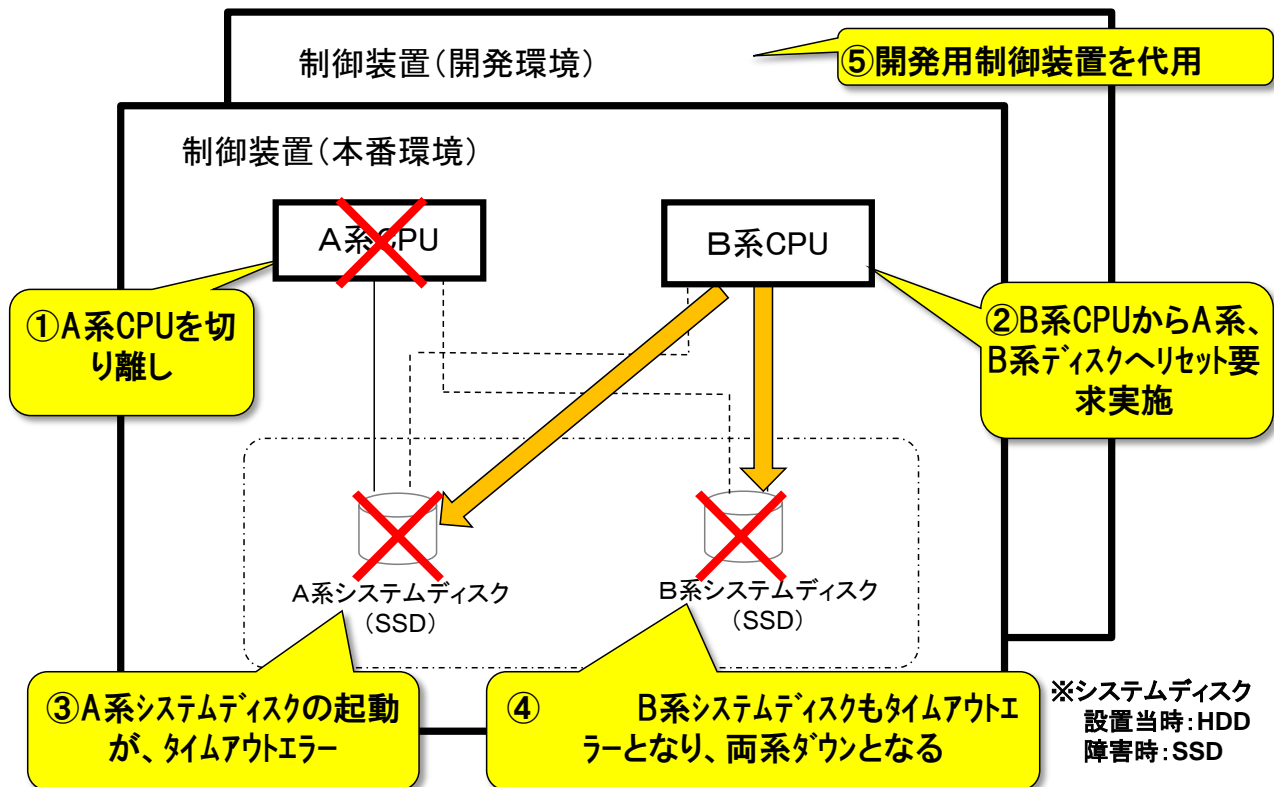 制御装置（開発環境）
⑤開発用制御装置を代用
制御装置（本番環境）
A系CPU
B系CPU
①A系CPUを切
り離し
②B系CPUからA系、
B系ディスクへリセット要
求実施
A系システムディスク
（SSD）
B系システムディスク
（SSD）
③A系システムディスクの起動
が、タイムアウトエラー
④　　　B系システムディスクもタイムアウトエ
ラーとなり、両系ダウンとなる
※システムディスク
設置当時：HDD
障害時：SSD